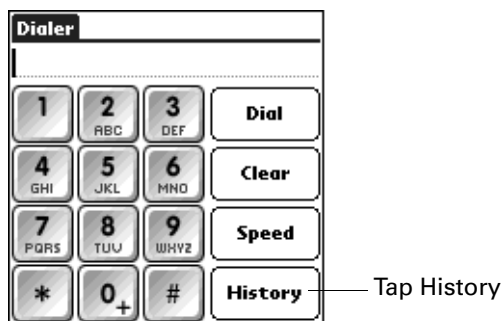 Dialer
1 2 ABC 3 DEF Dial
4 GHI 5 JKL 6 MNO Clear
7 PQRS 8 TUV 9 WXYZ Speed
* 0 + # History Tap History